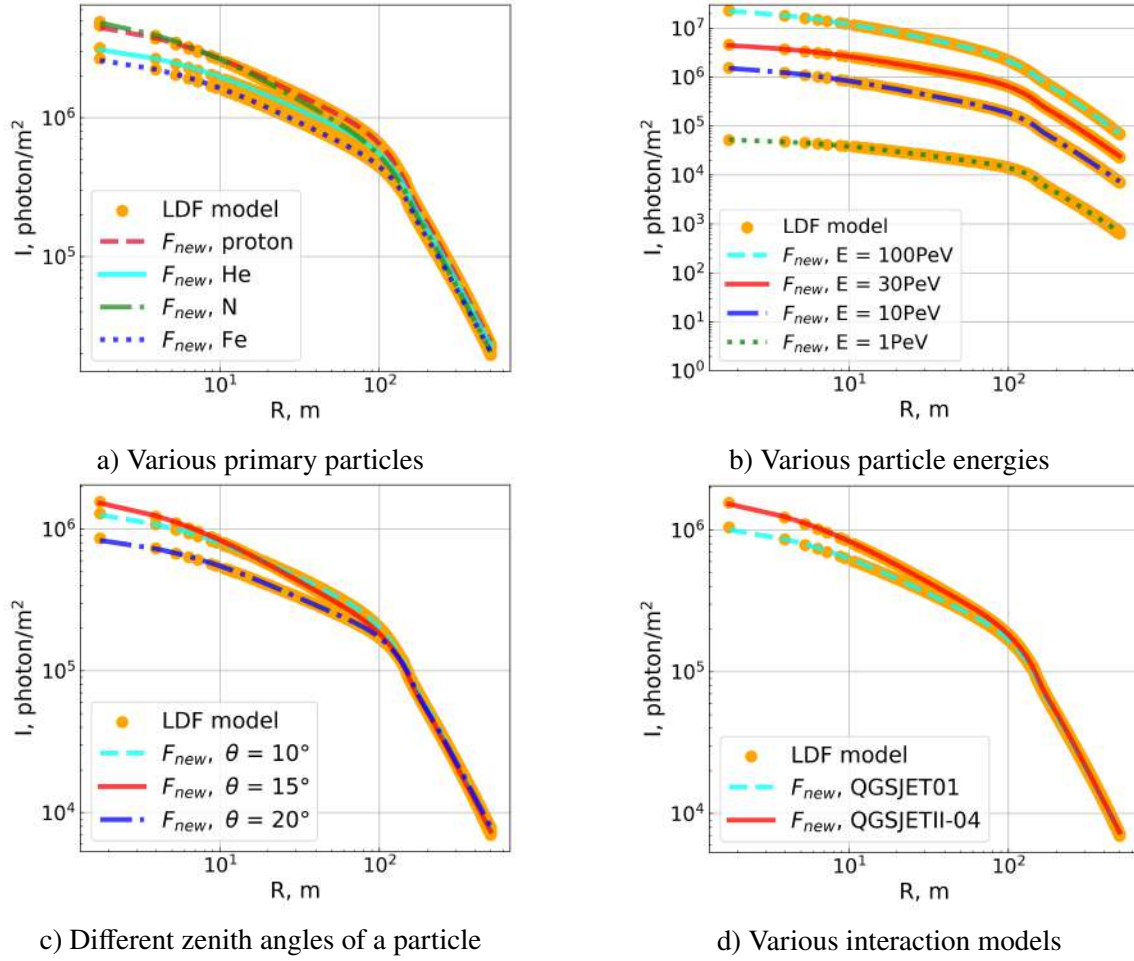 I, photon/m²
10⁶
10⁵
LDF model
F_new, proton
F_new, He
F_new, N
F_new, Fe
10¹
10²
R, m
a) Various primary particles
I, photon/m²
10⁷
10⁶
10⁵
10⁴
10³
10²
10¹
10⁰
LDF model
F_new, E = 100PeV
F_new, E = 30PeV
F_new, E = 10PeV
F_new, E = 1PeV
10¹
10²
R, m
b) Various particle energies
I, photon/m²
10⁶
10⁵
10⁴
LDF model
F_new, θ = 10°
F_new, θ = 15°
F_new, θ = 20°
10¹
10²
R, m
c) Different zenith angles of a particle
I, photon/m²
10⁶
10⁵
10⁴
LDF model
F_new, QGSJET01
F_new, QGSJETII-04
10¹
10²
R, m
d) Various interaction models